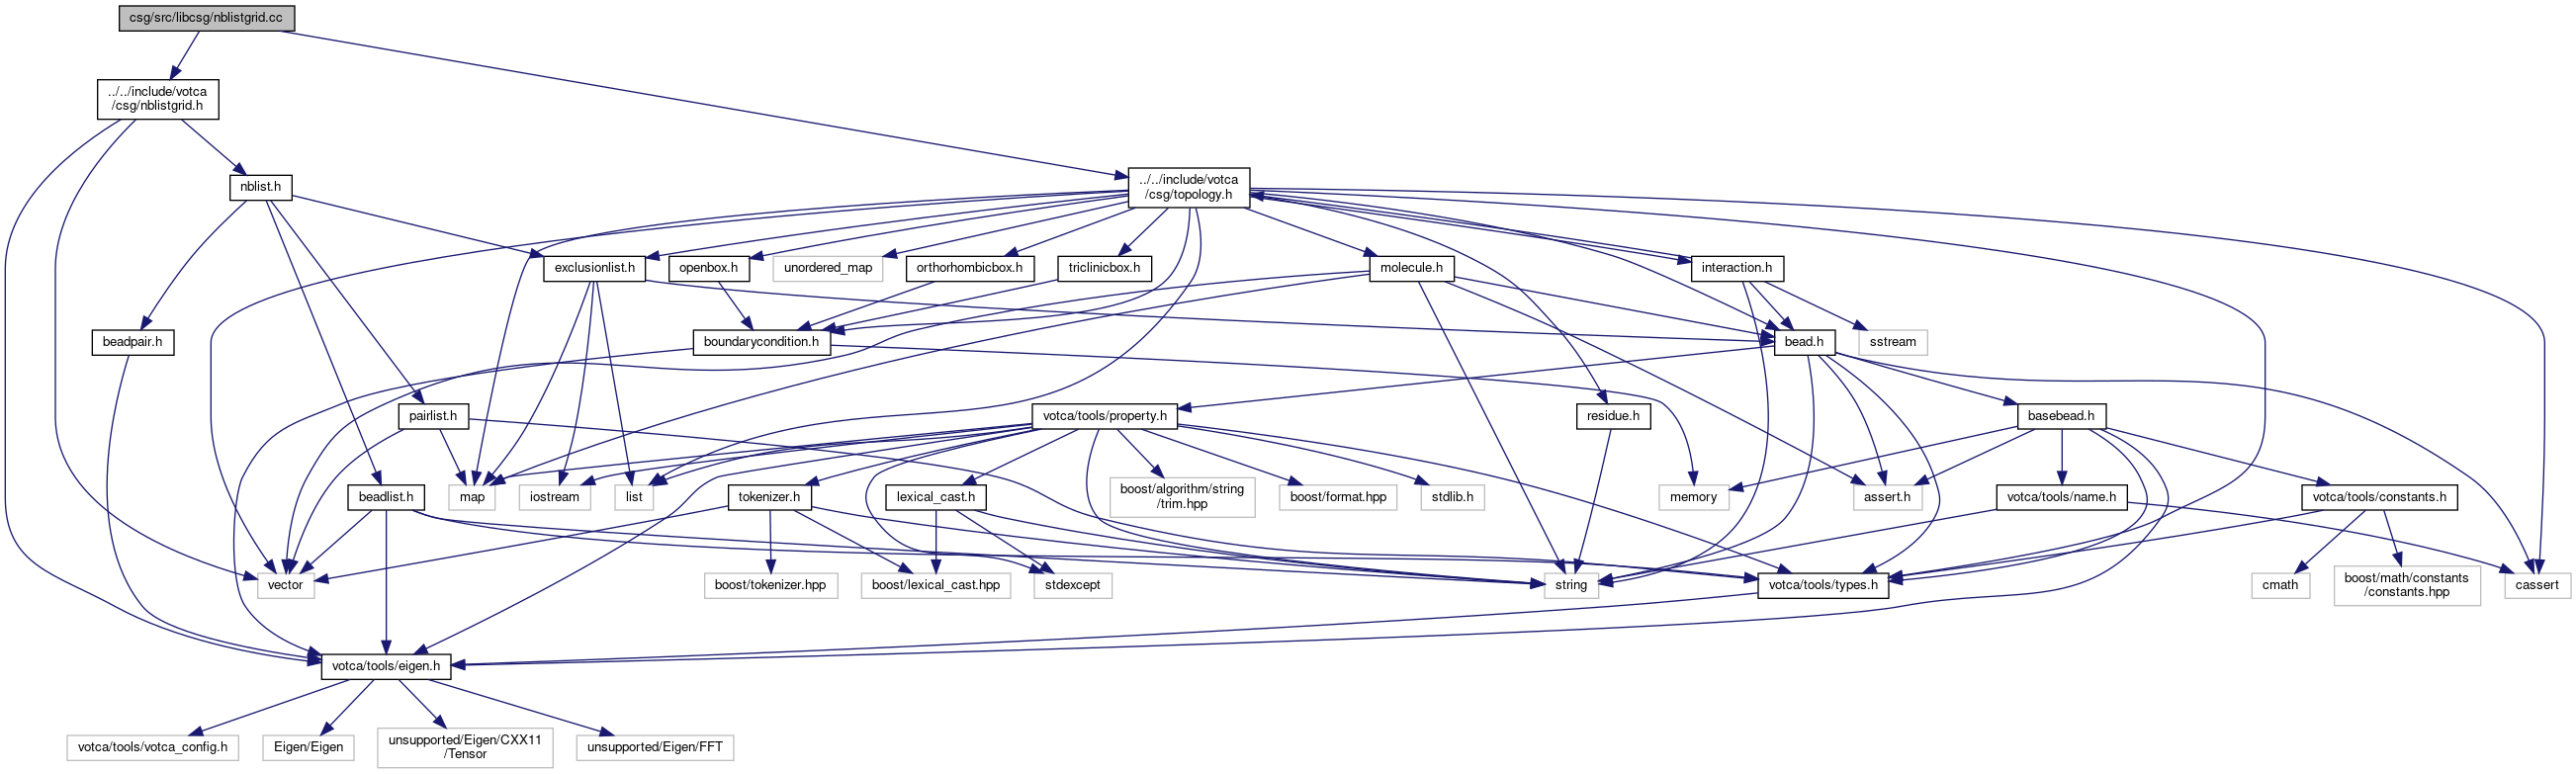 csg/src/libcsg/nblistgrid.cc
../../include/votca
/csg/nblistgrid.h
nblist.h
../../include/votca
/csg/topology.h
exclusionlist.h
openbox.h
unordered_map
orthorhombicbox.h
triclinicbox.h
molecule.h
interaction.h
beadpair.h
boundarycondition.h
bead.h
sstream
pairlist.h
votca/tools/property.h
residue.h
basebead.h
beadlist.h
map
iostream
list
tokenizer.h
lexical_cast.h
boost/algorithm/string
/trim.hpp
boost/format.hpp
stdlib.h
memory
assert.h
votca/tools/name.h
votca/tools/constants.h
vector
boost/tokenizer.hpp
boost/lexical_cast.hpp
stdexcept
string
votca/tools/types.h
cmath
boost/math/constants
/constants.hpp
cassert
votca/tools/eigen.h
votca/tools/votca_config.h
Eigen/Eigen
unsupported/Eigen/CXX11
/Tensor
unsupported/Eigen/FFT